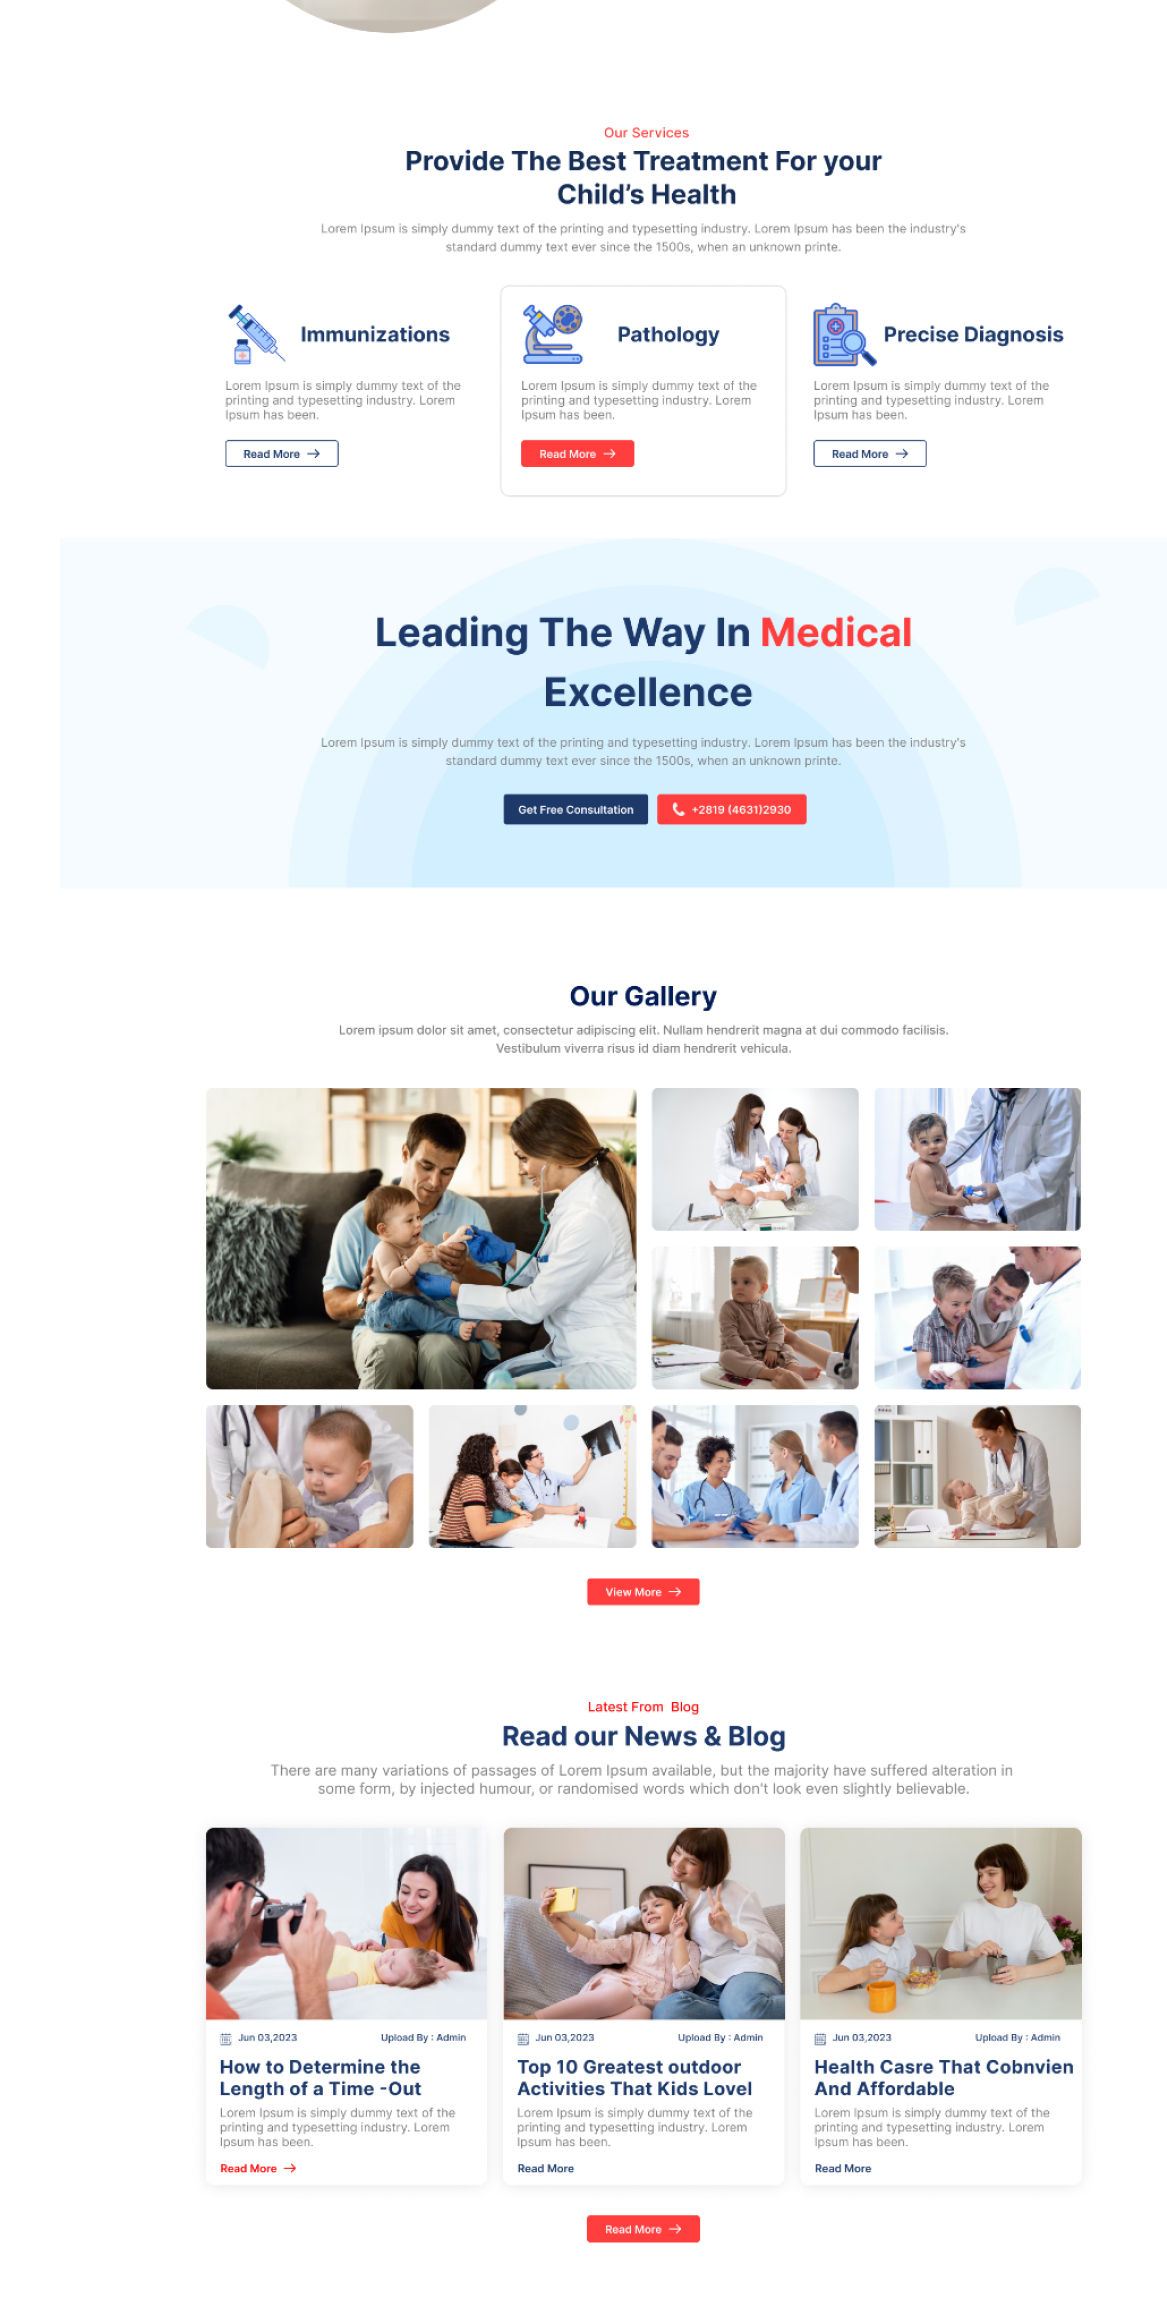 Our Services
Provide The Best Treatment For your
Child's Health
Lorem Ipsum is simply dummy text of the printing and typesetting industry. Lorem Ipsum has been the industry's
standard dummy text ever since the 1500s, when an unknown printe.
Immunizations
Lorem Ipsum is simply dummy text of the
printing and typesetting industry. Lorem
Ipsum has been.
Read More
Pathology
Lorem Ipsum is simply dummy text of the
printing and typesetting industry. Lorem
Ipsum has been.
Read More
Precise Diagnosis
Lorem Ipsum is simply dummy text of the
printing and typesetting industry. Lorem
Ipsum has been.
Read More
Leading The Way In Medical
Excellence
Lorem Ipsum is simply dummy text of the printing and typesetting industry. Lorem Ipsum has been the industry's
standard dummy text ever since the 1500s, when an unknown printe.
Get Free Consultation
+2819 (4631)2930
Our Gallery
Lorem ipsum dolor sit amet, consectetur adipiscing elit. Nullam hendrerit magna at dui commodo facilisis.
Vestibulum viverra risus id diam hendrerit vehicula.
View More
Latest From Blog
Read our News & Blog
There are many variations of passages of Lorem Ipsum available, but the majority have suffered alteration in
some form, by injected humour, or randomised words which don't look even slightly believable.
Jun 03,2023 Upload By : Admin
How to Determine the
Length of a Time -Out
Lorem Ipsum is simply dummy text of the
printing and typesetting industry. Lorem
Ipsum has been.
Read More
Jun 03,2023 Upload By : Admin
Top 10 Greatest outdoor
Activities That Kids Lovel
Lorem Ipsum is simply dummy text of the
printing and typesetting industry. Lorem
Ipsum has been.
Read More
Jun 03,2023 Upload By : Admin
Health Casre That Cobnvien
And Affordable
Lorem Ipsum is simply dummy text of the
printing and typesetting industry. Lorem
Ipsum has been.
Read More
Read More